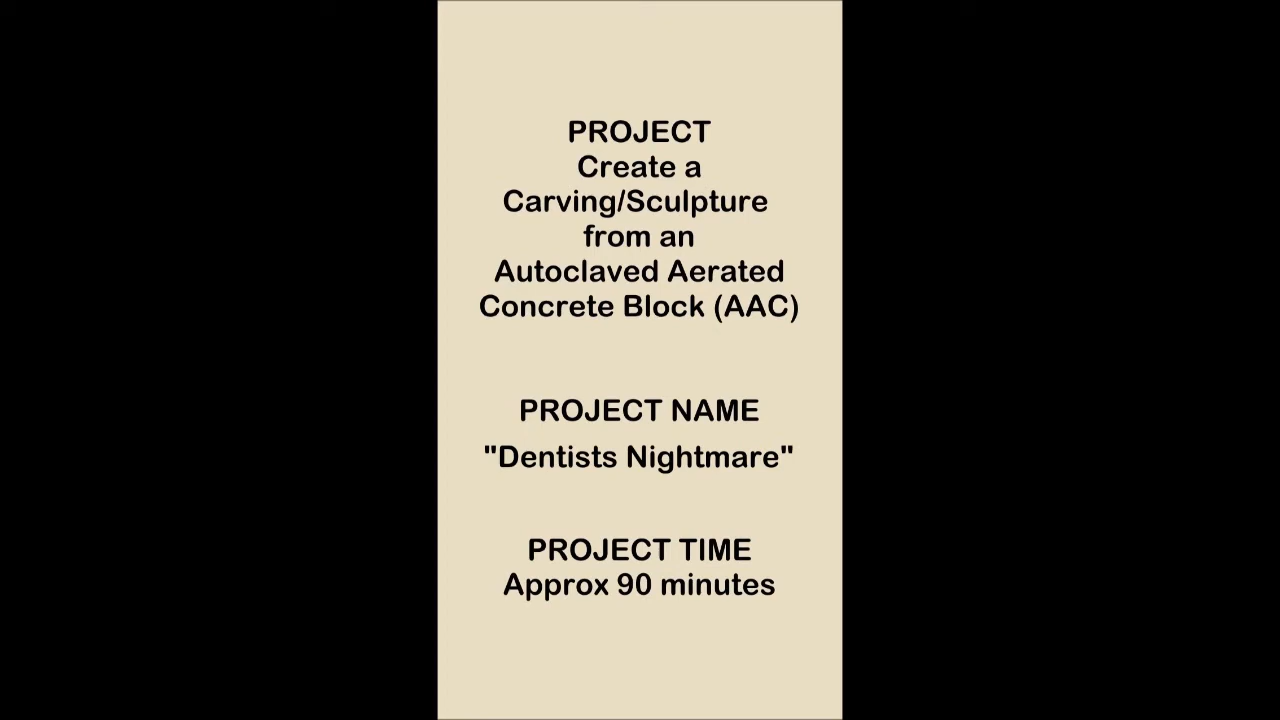 PROJECT
Create a
Carving/Sculpture
from an
Autoclaved Aerated
Concrete Block (AAC)
PROJECT NAME
"Dentists Nightmare"
PROJECT TIME
Approx 90 minutes